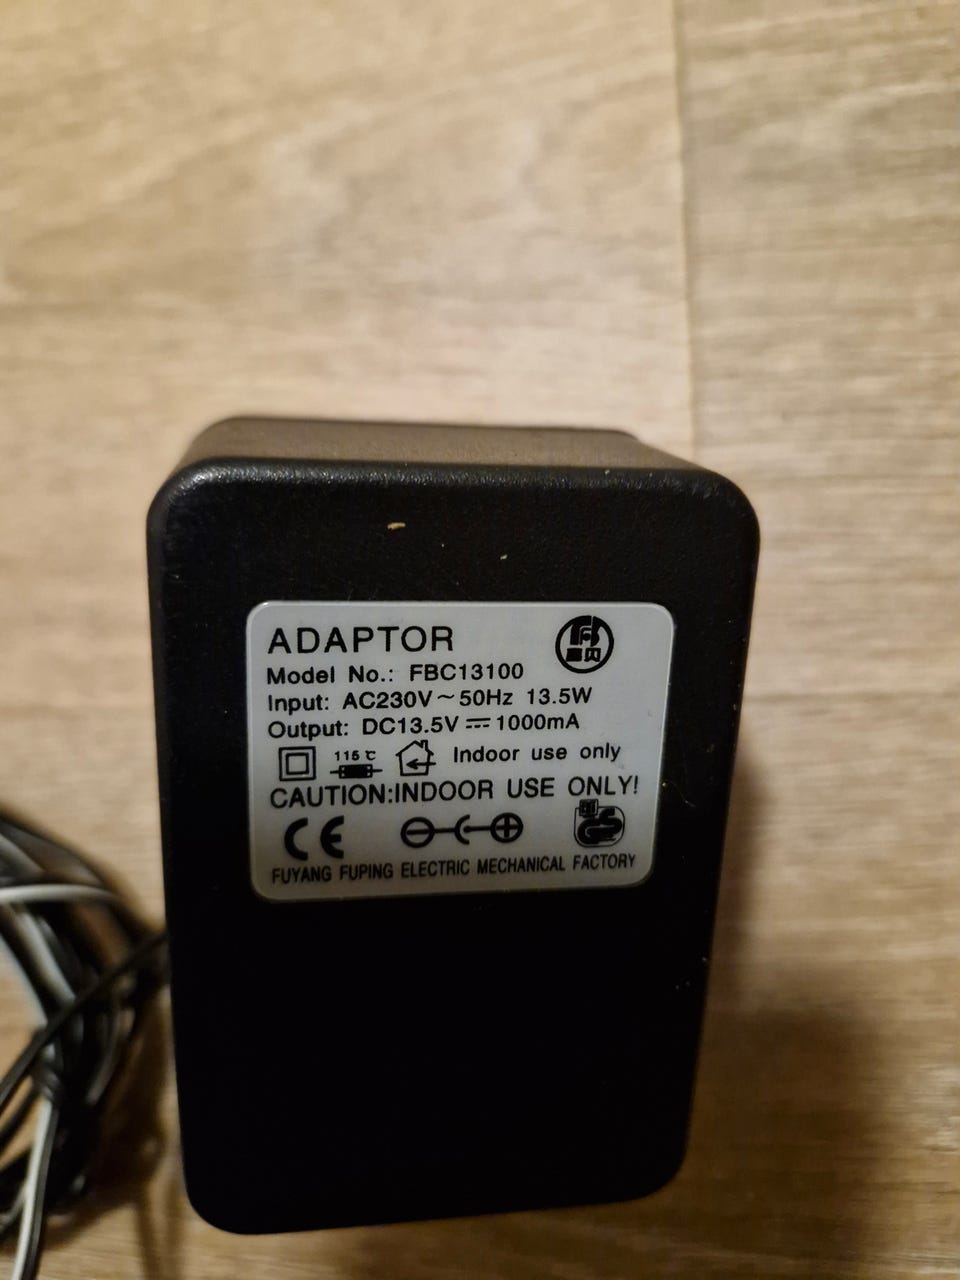 ADAPTOR
Model No.: FBC13100
Input: AC230V~50Hz 13.5W
Output: DC13.5V⎓1000mA
115℃ Indoor use only
CAUTION:INDOOR USE ONLY!
CE
FUYANG FUPING ELECTRIC MECHANICAL FACTORY